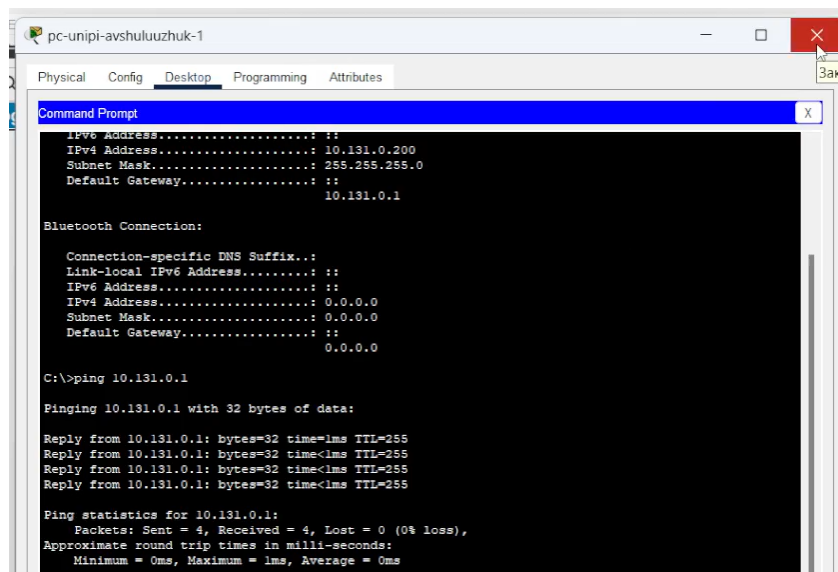 pc-unipi-avshuluuzhuk-1
Physical Config Desktop Programming Attributes
Command Prompt X
IPv6 Address....................: ::
IPv4 Address....................: 10.131.0.200
Subnet Mask.....................: 255.255.255.0
Default Gateway.................: ::
10.131.0.1
Bluetooth Connection:
Connection-specific DNS Suffix..:
Link-local IPv6 Address.........: ::
IPv6 Address....................: ::
IPv4 Address....................: 0.0.0.0
Subnet Mask.....................: 0.0.0.0
Default Gateway.................: ::
0.0.0.0
C:\>ping 10.131.0.1
Pinging 10.131.0.1 with 32 bytes of data:
Reply from 10.131.0.1: bytes=32 time=1ms TTL=255
Reply from 10.131.0.1: bytes=32 time<1ms TTL=255
Reply from 10.131.0.1: bytes=32 time<1ms TTL=255
Reply from 10.131.0.1: bytes=32 time<1ms TTL=255
Ping statistics for 10.131.0.1:
Packets: Sent = 4, Received = 4, Lost = 0 (0% loss),
Approximate round trip times in milli-seconds:
Minimum = 0ms, Maximum = 1ms, Average = 0ms